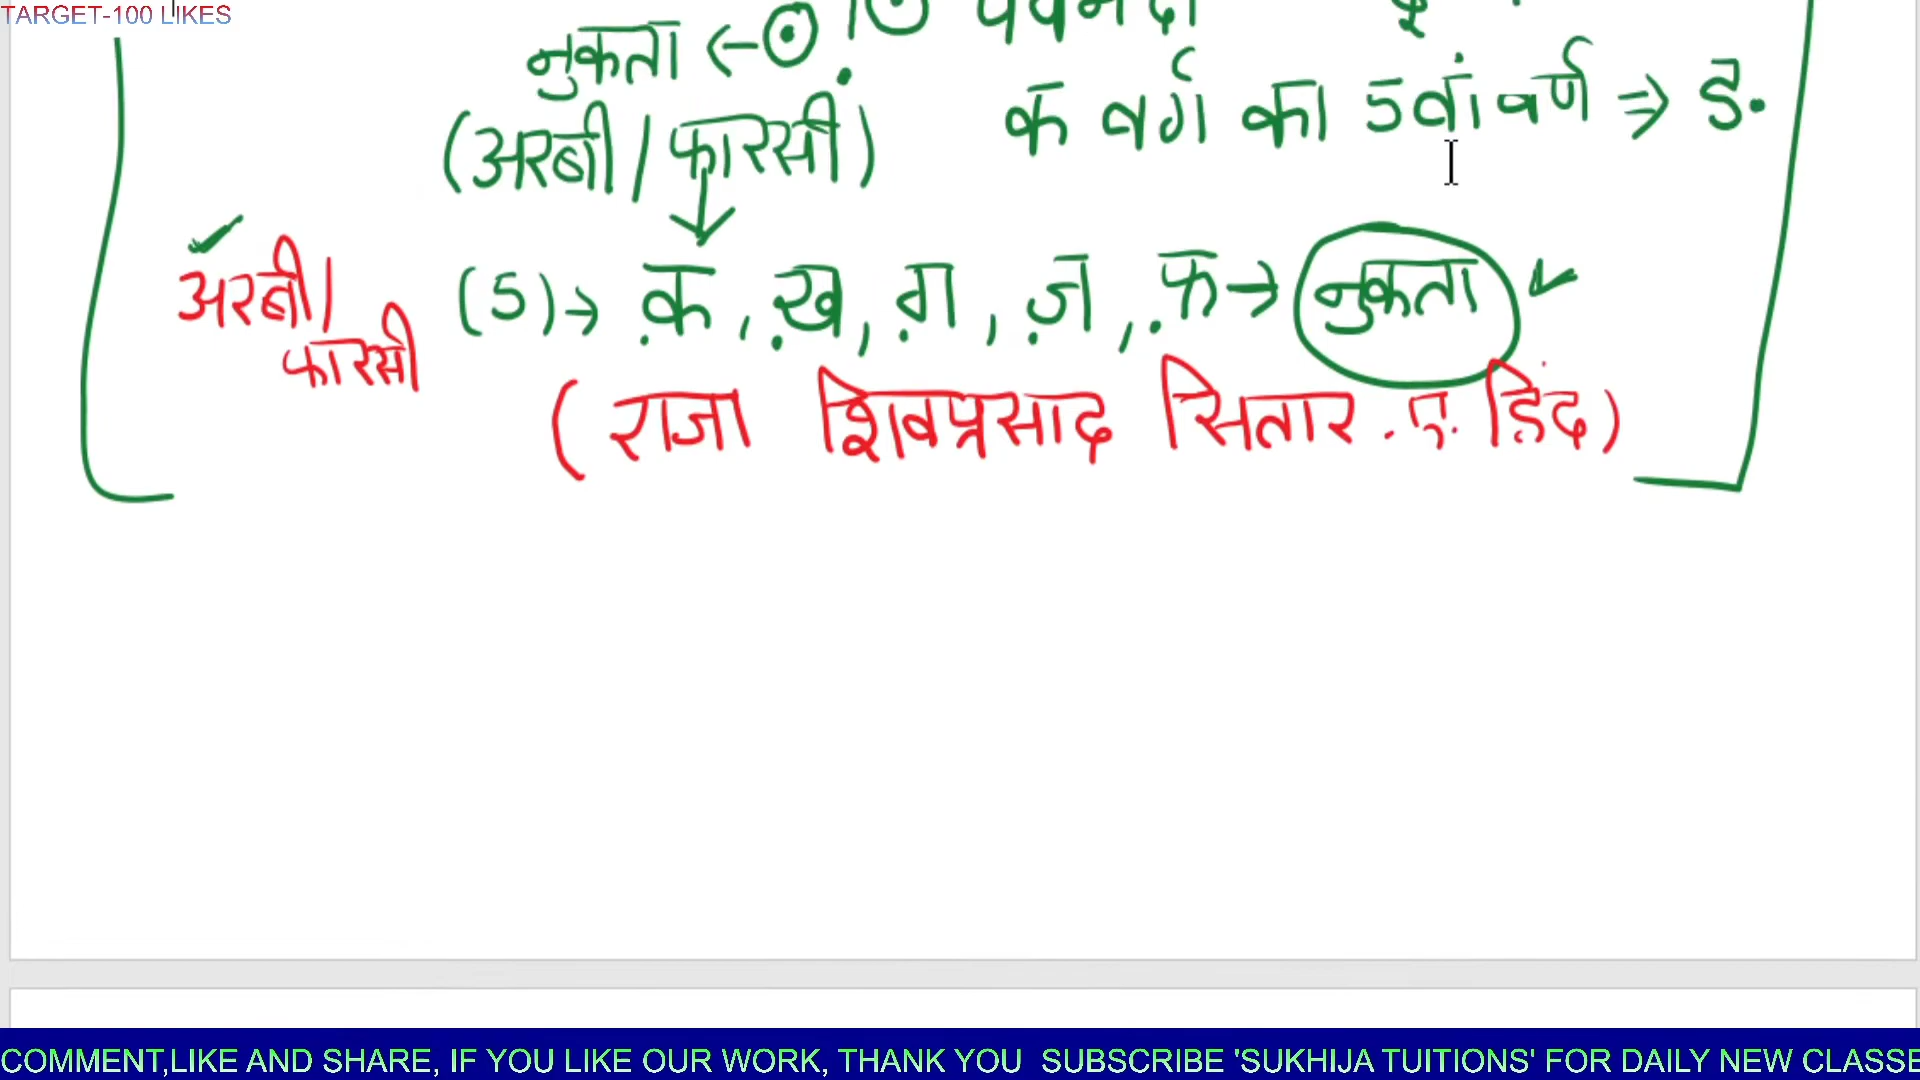 TARGET-100 LIKES
नुकता ←
(अरबी / फारसी) क वर्ग का 5वां वर्ण ⇒ ङ
अरबी/ (5)→ क़, ख़, ग़, ज़, फ़ → नुकता
फारसी
(राजा शिवप्रसाद सितार-ए-हिंद)
COMMENT,LIKE AND SHARE, IF YOU LIKE OUR WORK, THANK YOU SUBSCRIBE 'SUKHIJA TUITIONS' FOR DAILY NEW CLASSE